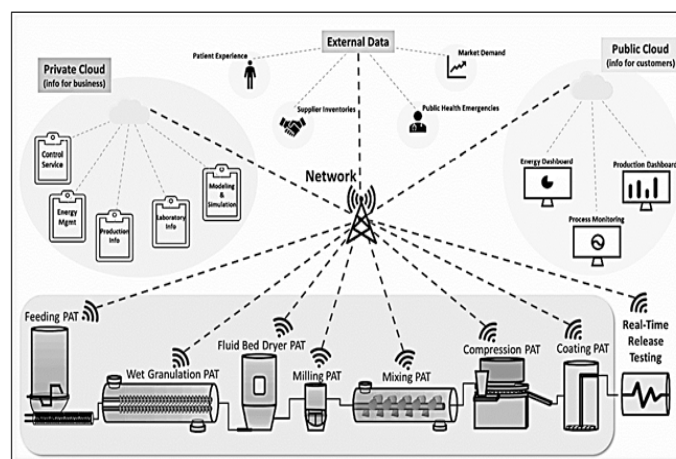 External Data
Patient Experience
Market Demand
Supplier Inventories
Public Health Emergencies
Private Cloud
(info for business)
Control
Service
Energy
Mgmt
Production
Info
Laboratory
Info
Modeling
&
Simulation
Public Cloud
(info for customers)
Energy Dashboard
Production Dashboard
Process Monitoring
Network
Feeding PAT
Wet Granulation PAT
Fluid Bed Dryer PAT
Milling PAT
Mixing PAT
Compression PAT
Coating PAT
Real-Time
Release
Testing